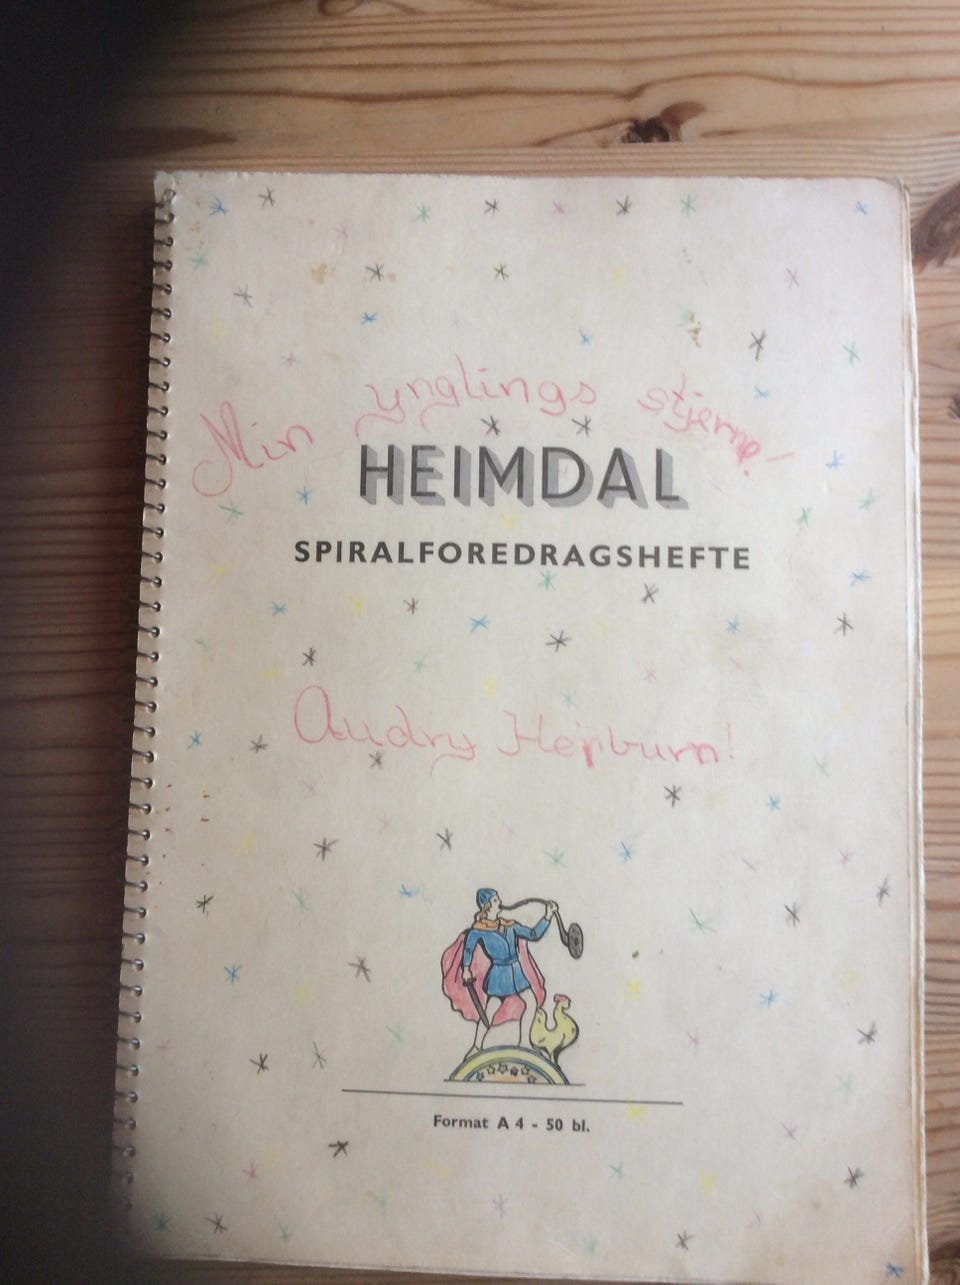 Min ynglings stjerne!
HEIMDAL
SPIRALFOREDRAGSHEFTE
Audry Hepburn!
Format A 4 - 50 bl.